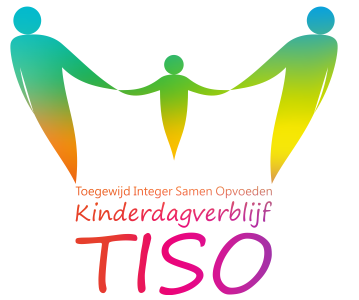 Toegewijd Integer Samen Opvoeden
Kinderdagverblijf
TISO